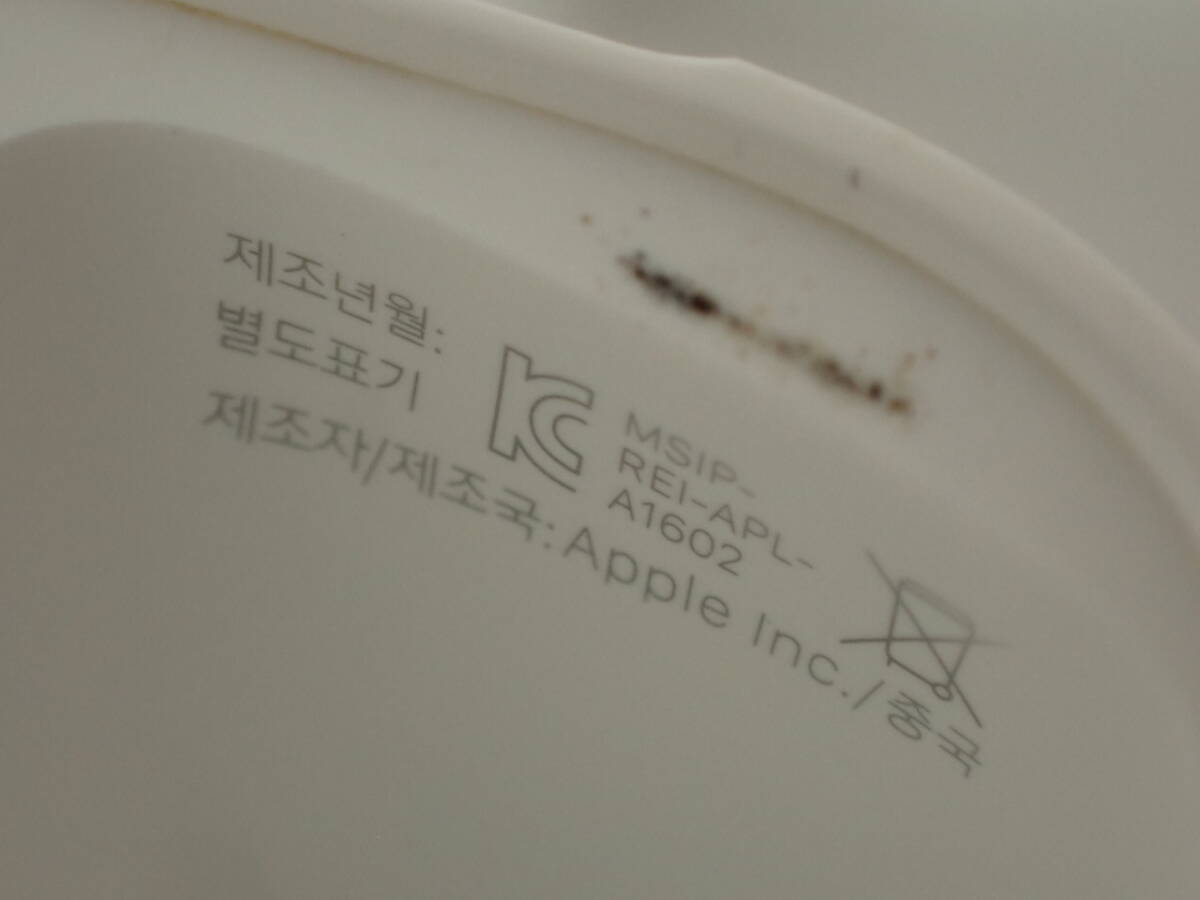 제조년월:
별도표기
MSIP-
REI-APL-
A1602
제조자/제조국:Apple Inc./중국